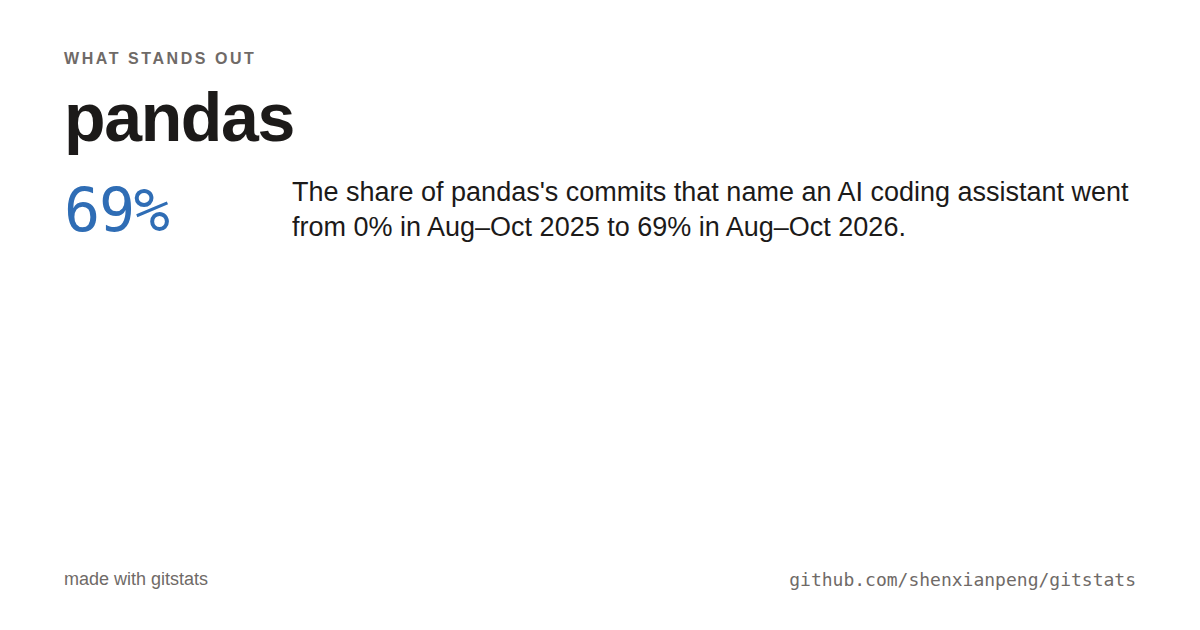 WHAT STANDS OUT
pandas
69%
The share of pandas's commits that name an AI coding assistant went
from 0% in Aug–Oct 2025 to 69% in Aug–Oct 2026.
made with gitstats
github.com/shenxianpeng/gitstats